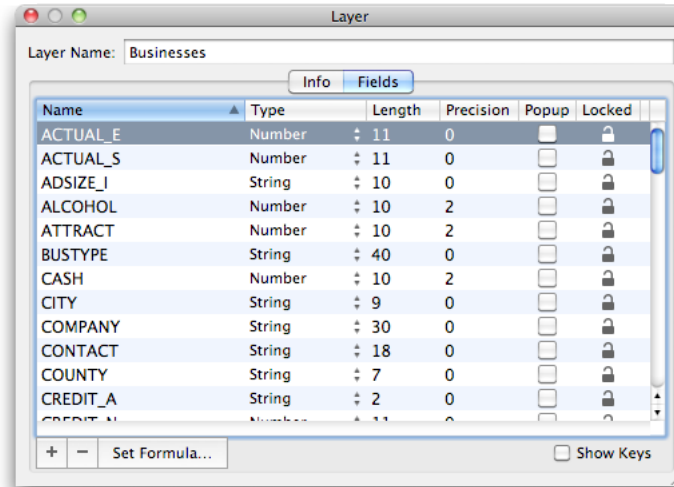 Layer
Layer Name: Businesses
Info Fields
Name Type Length Precision Popup Locked
ACTUAL_E Number 11 0
ACTUAL_S Number 11 0
ADSIZE_I String 10 0
ALCOHOL Number 10 2
ATTRACT Number 10 2
BUSTYPE String 40 0
CASH Number 10 2
CITY String 9 0
COMPANY String 30 0
CONTACT String 18 0
COUNTY String 7 0
CREDIT_A String 2 0
+ − Set Formula... Show Keys